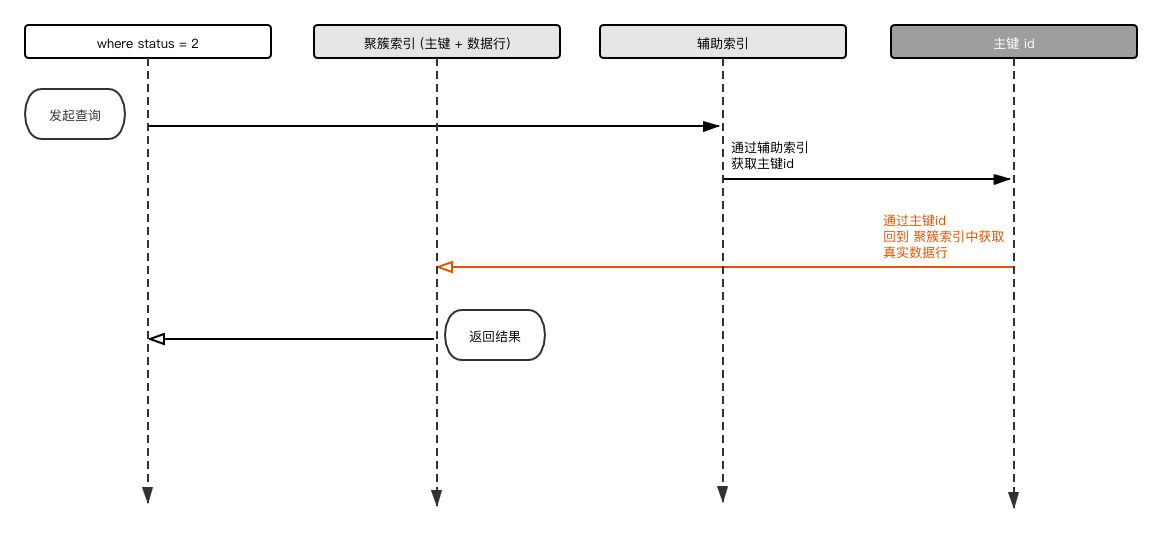 where status = 2
聚簇索引 (主键 + 数据行)
辅助索引
主键 id
发起查询
通过辅助索引
获取主键id
通过主键id
回到 聚簇索引中获取
真实数据行
返回结果